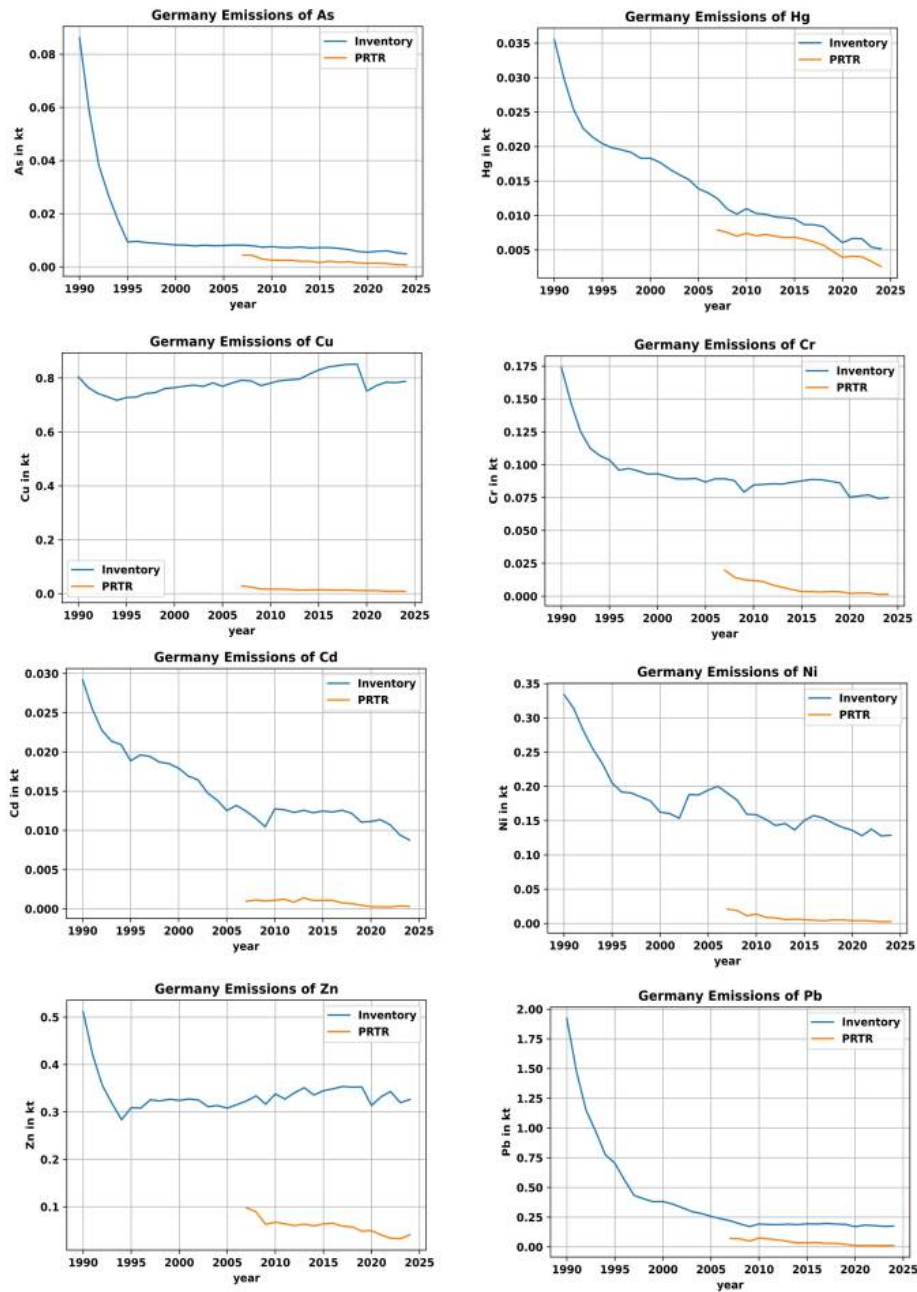 Germany Emissions of As
As in kt
0.08
0.06
0.04
0.02
0.00
Inventory
PRTR
1990 1995 2000 2005 2010 2015 2020 2025
year
Germany Emissions of Hg
Hg in kt
0.035
0.030
0.025
0.020
0.015
0.010
0.005
Inventory
PRTR
1990 1995 2000 2005 2010 2015 2020 2025
year
Germany Emissions of Cu
Cu in kt
0.8
0.6
0.4
0.2
0.0
Inventory
PRTR
1990 1995 2000 2005 2010 2015 2020 2025
year
Germany Emissions of Cr
Cr in kt
0.175
0.150
0.125
0.100
0.075
0.050
0.025
0.000
Inventory
PRTR
1990 1995 2000 2005 2010 2015 2020 2025
year
Germany Emissions of Cd
Cd in kt
0.030
0.025
0.020
0.015
0.010
0.005
0.000
Inventory
PRTR
1990 1995 2000 2005 2010 2015 2020 2025
year
Germany Emissions of Ni
Ni in kt
0.35
0.30
0.25
0.20
0.15
0.10
0.05
0.00
Inventory
PRTR
1990 1995 2000 2005 2010 2015 2020 2025
year
Germany Emissions of Zn
Zn in kt
0.5
0.4
0.3
0.2
0.1
Inventory
PRTR
1990 1995 2000 2005 2010 2015 2020 2025
year
Germany Emissions of Pb
Pb in kt
2.00
1.75
1.50
1.25
1.00
0.75
0.50
0.25
0.00
Inventory
PRTR
1990 1995 2000 2005 2010 2015 2020 2025
year